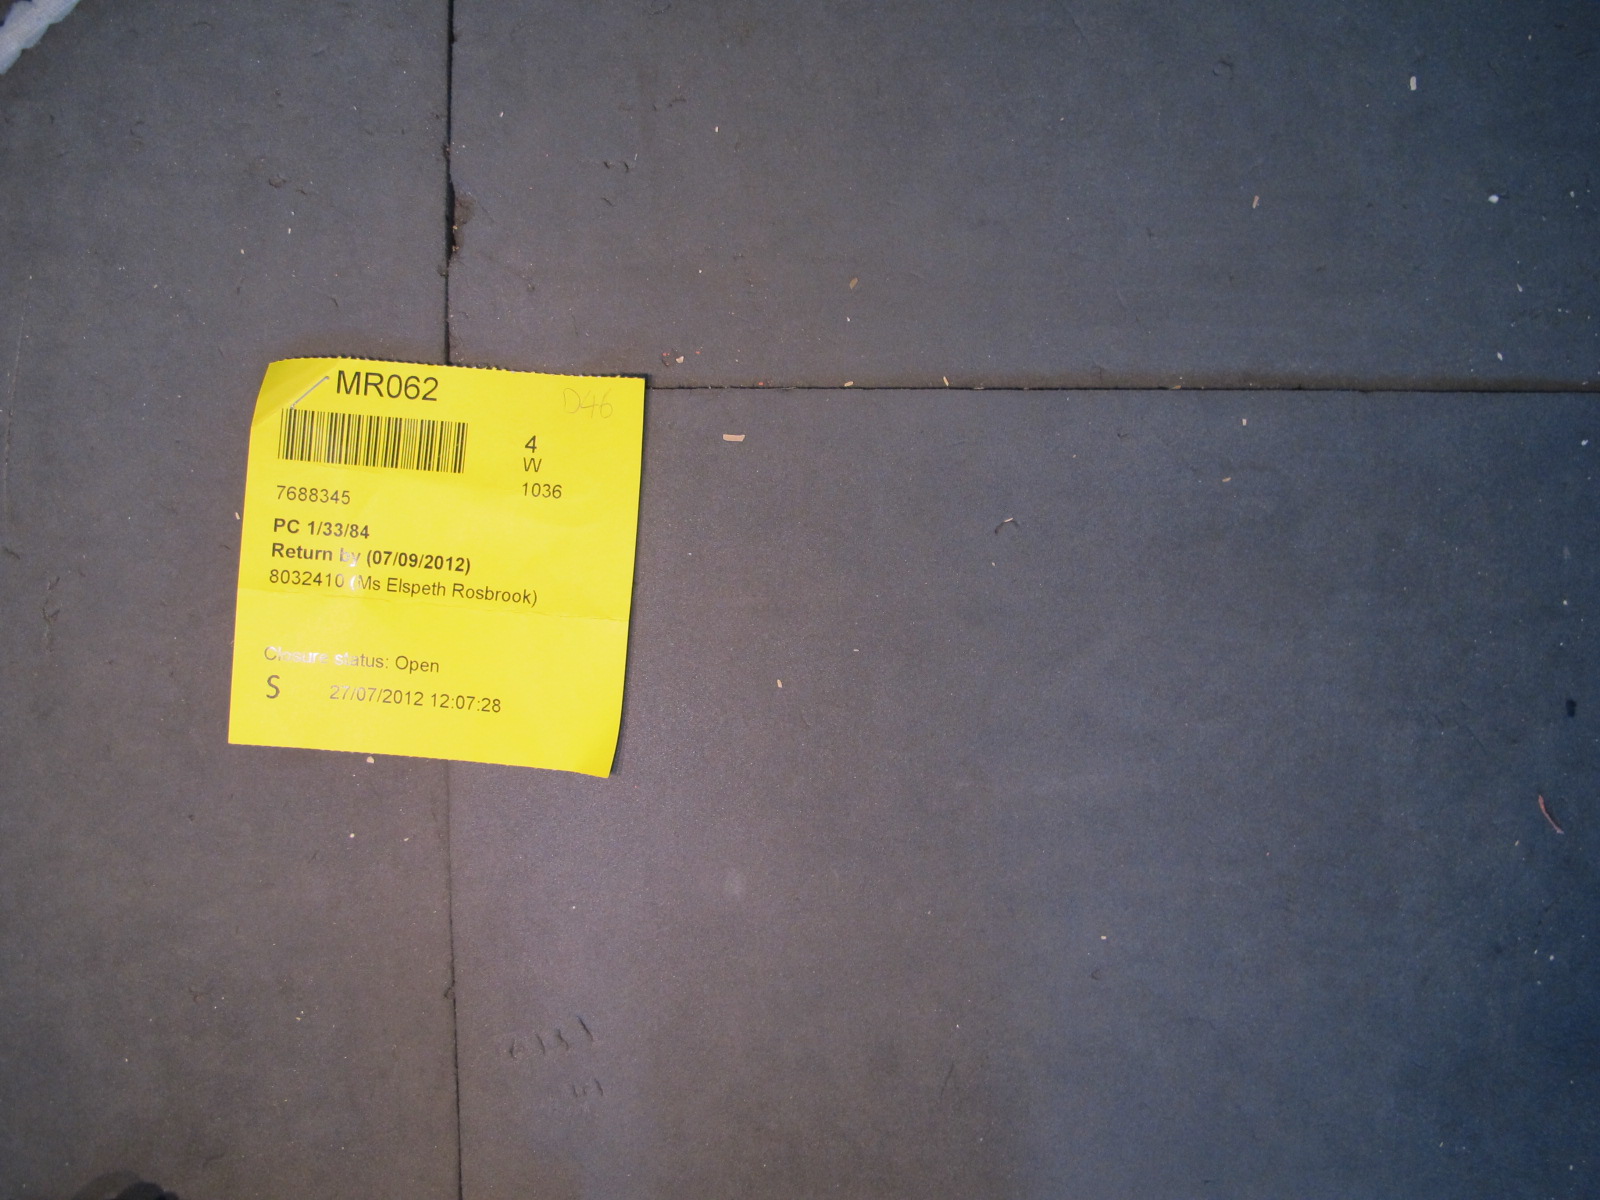 MR062
D46
4
W
1036
7688345
PC 1/33/84
Return by (07/09/2012)
8032410 (Ms Elspeth Rosbrook)
Closure status: Open
S 27/07/2012 12:07:28